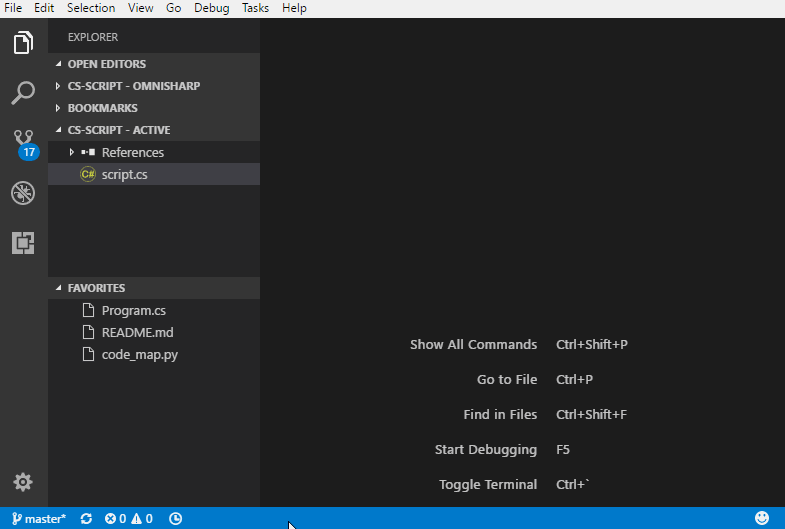 File Edit Selection View Go Debug Tasks Help
EXPLORER
OPEN EDITORS
CS-SCRIPT - OMNISHARP
BOOKMARKS
CS-SCRIPT - ACTIVE
References
C# script.cs
17
FAVORITES
Program.cs
README.md
code_map.py
Show All Commands Ctrl+Shift+P
Go to File Ctrl+P
Find in Files Ctrl+Shift+F
Start Debugging F5
Toggle Terminal Ctrl+`
master* 0 0